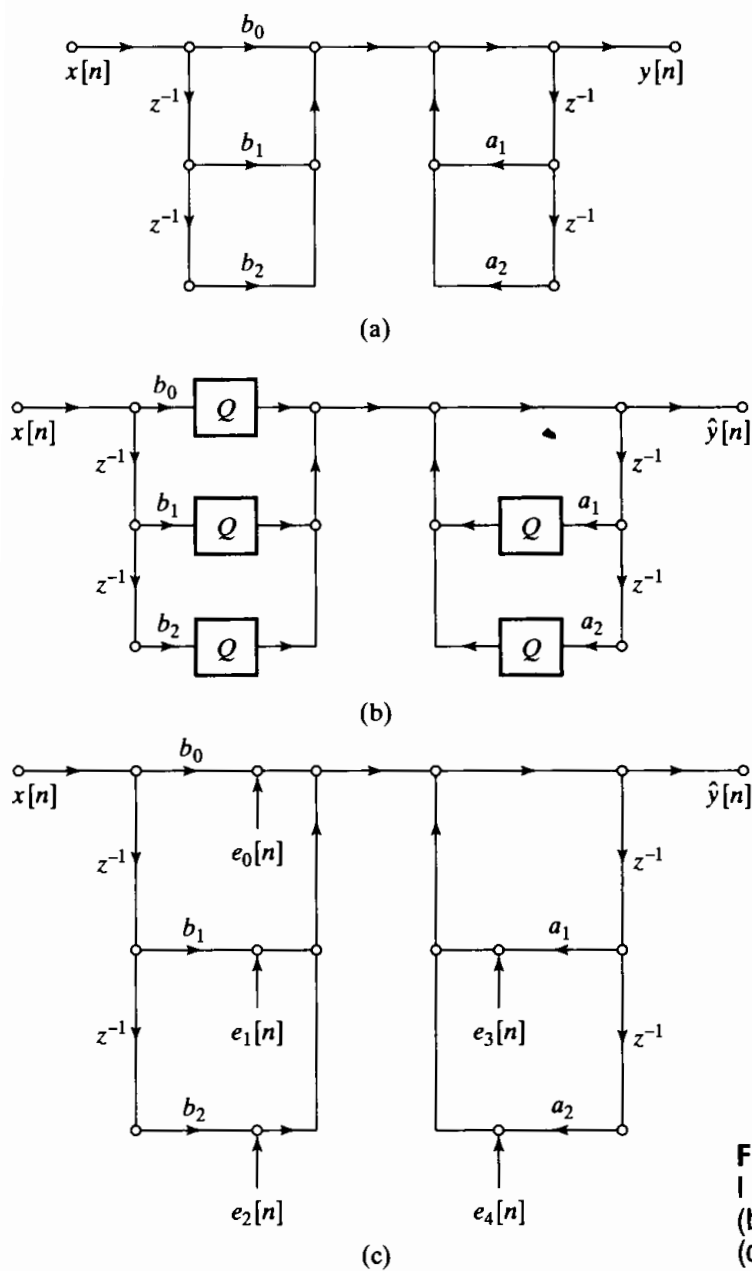 b₀
x[n] y[n]
z⁻¹ z⁻¹
b₁ a₁
z⁻¹ z⁻¹
b₂ a₂
(a)
b₀ Q
x[n] ŷ[n]
z⁻¹ z⁻¹
b₁ Q Q a₁
z⁻¹ z⁻¹
b₂ Q Q a₂
(b)
b₀
x[n] ŷ[n]
e₀[n]
z⁻¹ z⁻¹
b₁ a₁
e₁[n] e₃[n]
z⁻¹ z⁻¹
b₂ a₂
e₂[n] e₄[n]
(c)